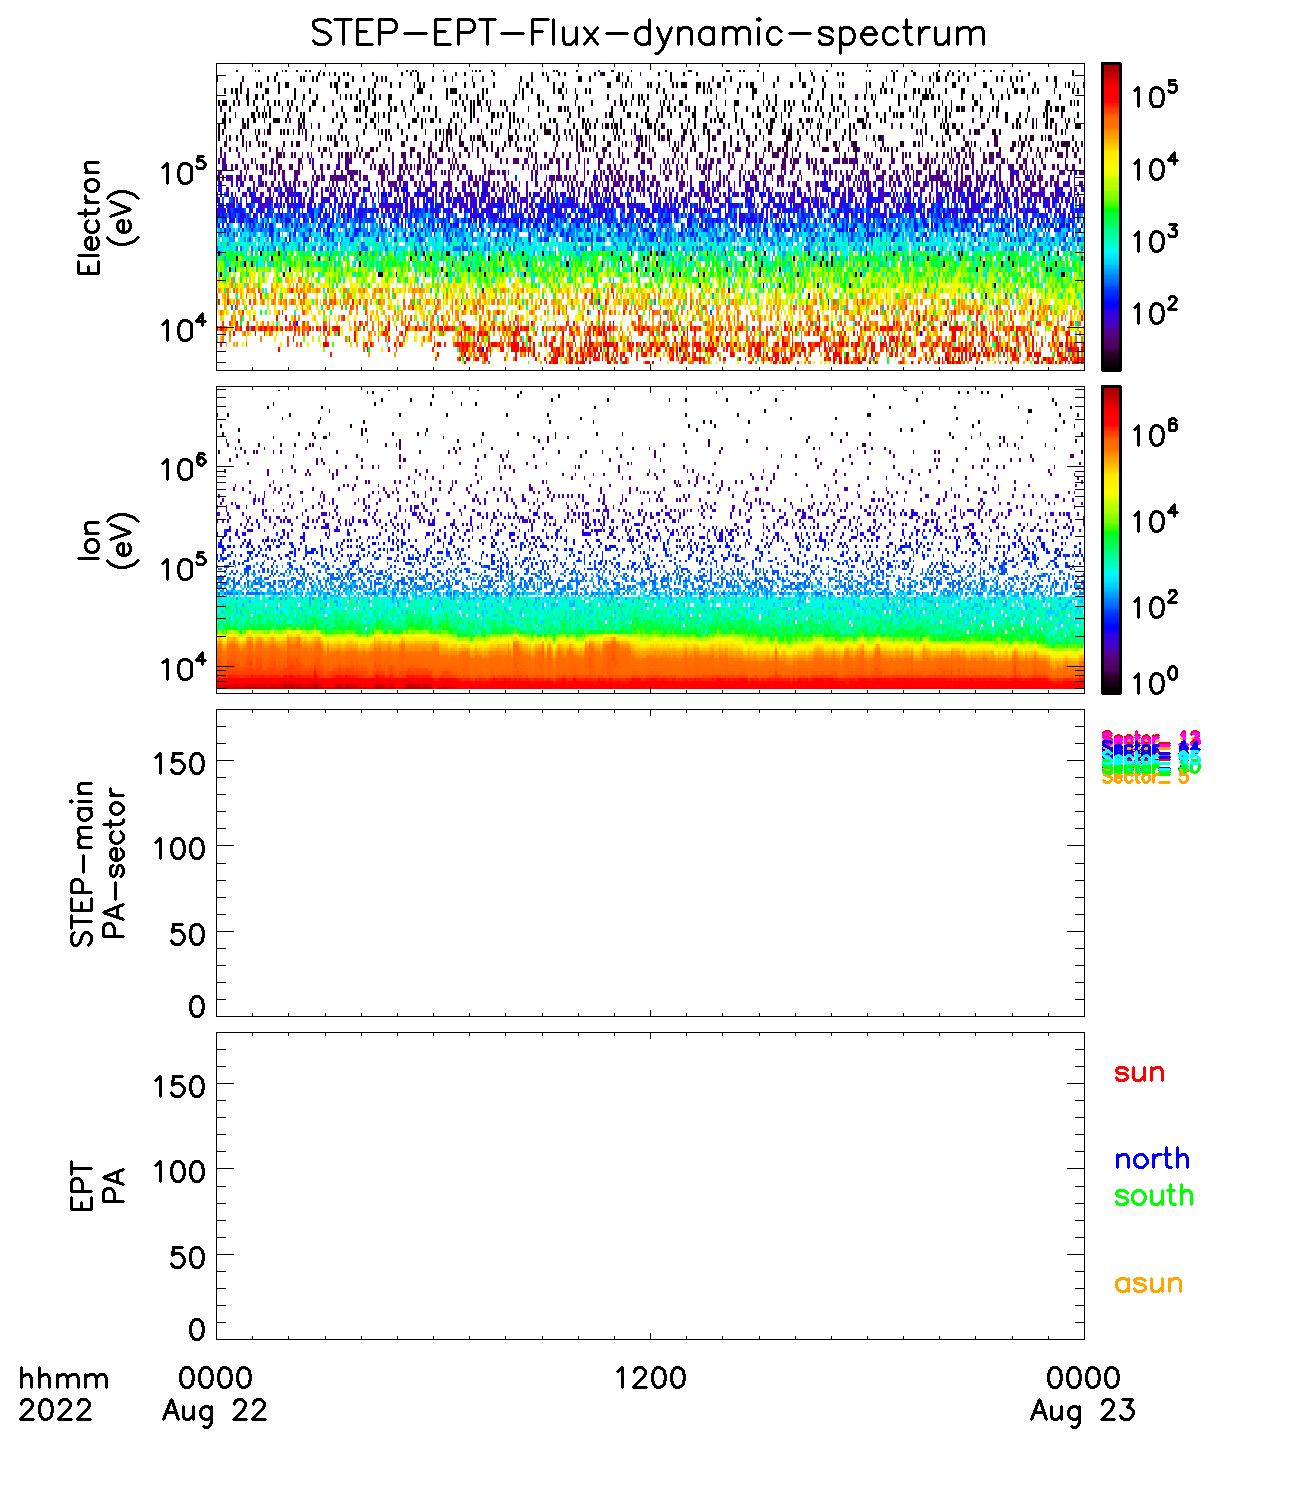 STEP-EPT-Flux-dynamic-spectrum
Electron
(eV)
10^5
10^4
10^5
10^4
10^3
10^2
Ion
(eV)
10^6
10^5
10^4
10^6
10^4
10^2
10^0
STEP-main
PA-sector
150
100
50
0
Sector_ 5
EPT
PA
150
100
50
0
sun
north
south
asun
hhmm 0000 1200 0000
2022 Aug 22 Aug 23